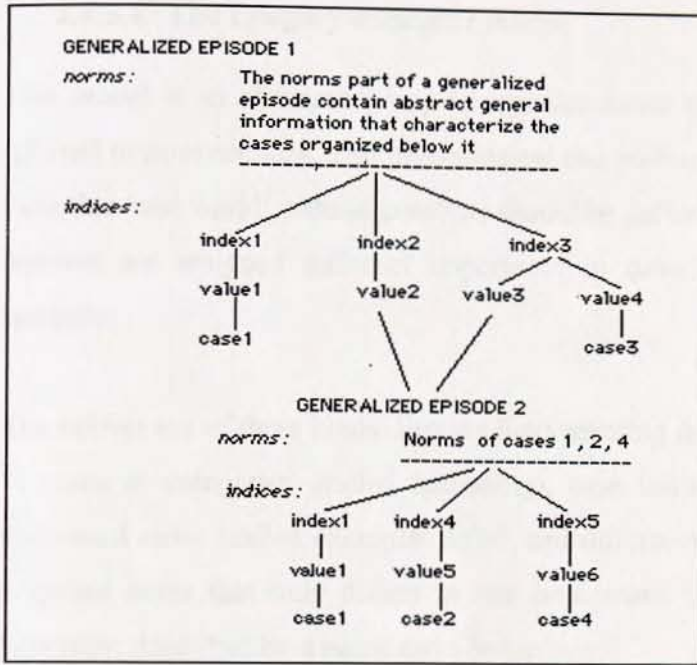 GENERALIZED EPISODE 1
norms: The norms part of a generalized
episode contain abstract general
information that characterize the
cases organized below it
indices:
index1 index2 index3
value1 value2 value3 value4
case1 case3
GENERALIZED EPISODE 2
norms: Norms of cases 1, 2, 4
indices:
index1 index4 index5
value1 value5 value6
case1 case2 case4